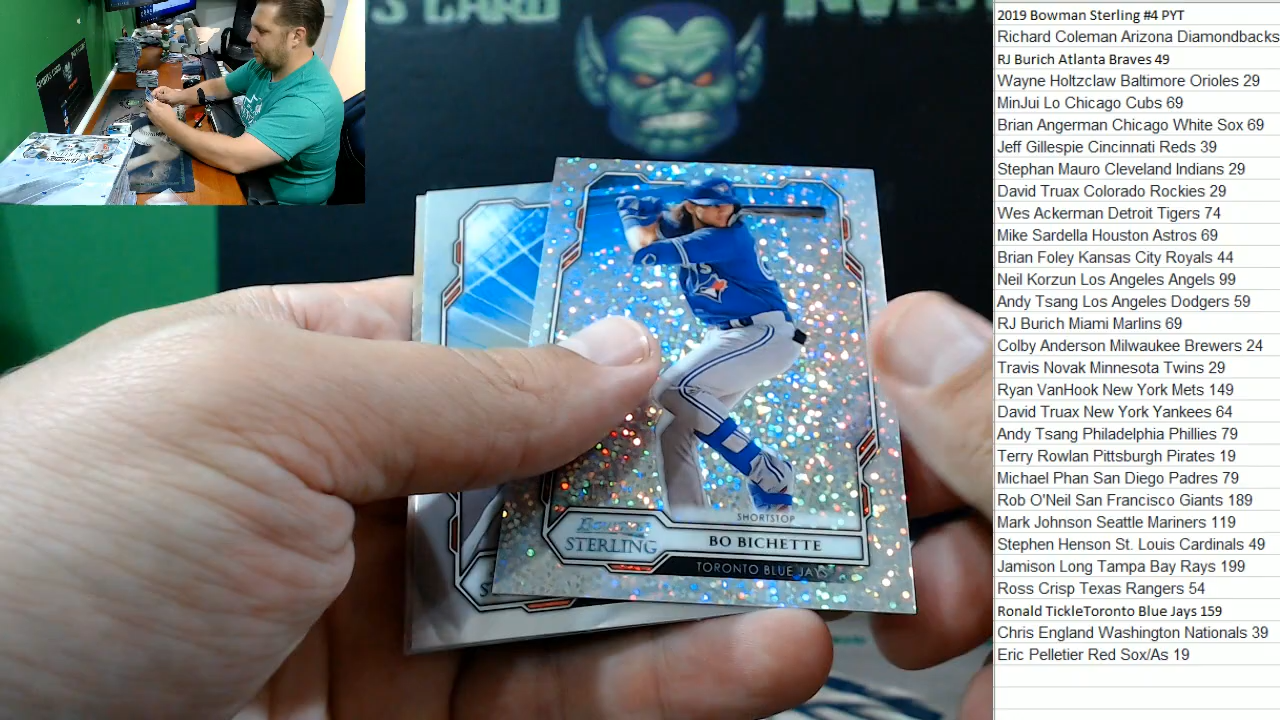 2019 Bowman Sterling #4 PYT
Richard Coleman Arizona Diamondbacks
RJ Burich Atlanta Braves 49
Wayne Holtzclaw Baltimore Orioles 29
MinJui Lo Chicago Cubs 69
Brian Angerman Chicago White Sox 69
Jeff Gillespie Cincinnati Reds 39
Stephan Mauro Cleveland Indians 29
David Truax Colorado Rockies 29
Wes Ackerman Detroit Tigers 74
Mike Sardella Houston Astros 69
Brian Foley Kansas City Royals 44
Neil Korzun Los Angeles Angels 99
Andy Tsang Los Angeles Dodgers 59
RJ Burich Miami Marlins 69
Colby Anderson Milwaukee Brewers 24
Travis Novak Minnesota Twins 29
Ryan VanHook New York Mets 149
David Truax New York Yankees 64
Andy Tsang Philadelphia Phillies 79
Terry Rowlan Pittsburgh Pirates 19
Michael Phan San Diego Padres 79
Rob O'Neil San Francisco Giants 189
Mark Johnson Seattle Mariners 119
Stephen Henson St. Louis Cardinals 49
Jamison Long Tampa Bay Rays 199
Ross Crisp Texas Rangers 54
Ronald TickleToronto Blue Jays 159
Chris England Washington Nationals 39
Eric Pelletier Red Sox/As 19
CARD
SHORTSTOP
Bowman
STERLING
BO BICHETTE
TORONTO BLUE JAYS